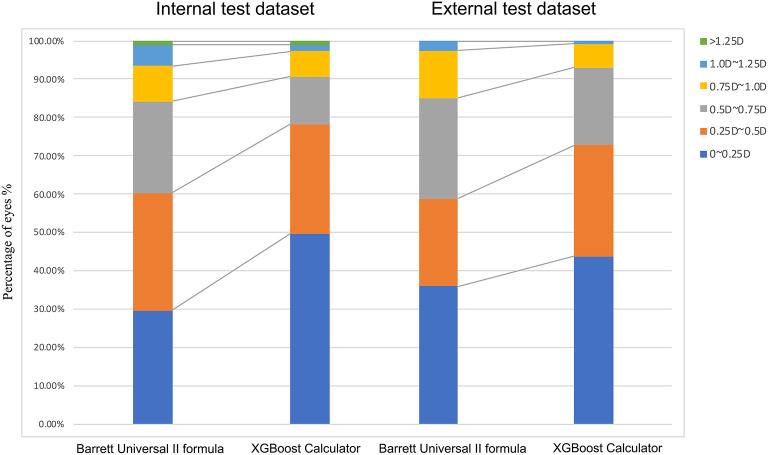 Internal test dataset
External test dataset
Percentage of eyes %
100.00%
90.00%
80.00%
70.00%
60.00%
50.00%
40.00%
30.00%
20.00%
10.00%
0.00%
Barrett Universal II formula
XGBoost Calculator
Barrett Universal II formula
XGBoost Calculator
>1.25D
1.0D~1.25D
0.75D~1.0D
0.5D~0.75D
0.25D~0.5D
0~0.25D